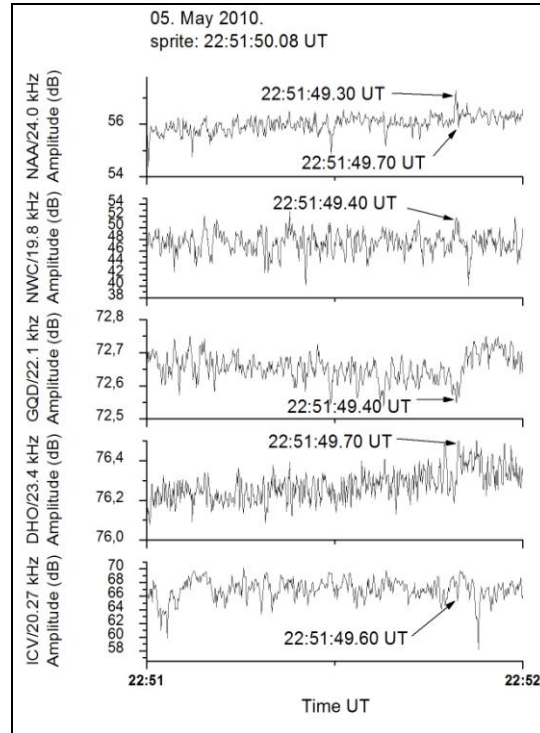 05. May 2010.
sprite: 22:51:50.08 UT
NAA/24.0 kHz
Amplitude (dB)
56
54
22:51:49.30 UT
22:51:49.70 UT
NWC/19.8 kHz
Amplitude (dB)
54
52
50
48
46
44
42
40
38
22:51:49.40 UT
GQD/22.1 khz
Amplitude (dB)
72,8
72,7
72,6
72,5
22:51:49.40 UT
DHO/23.4 kHz
Amplitude (dB)
76,4
76,2
76,0
22:51:49.70 UT
ICV/20.27 kHz
Amplitude (dB)
70
68
66
64
62
60
58
22:51:49.60 UT
22:51
22:52
Time UT